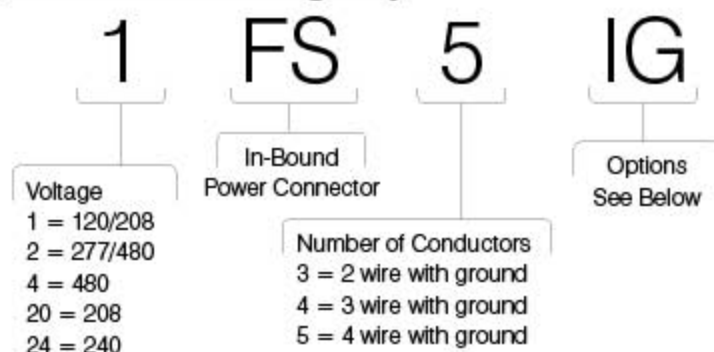 1 FS 5 IG
In-Bound
Power Connector
Options
See Below
Voltage
1 = 120/208
2 = 277/480
4 = 480
20 = 208
24 = 240
Number of Conductors
3 = 2 wire with ground
4 = 3 wire with ground
5 = 4 wire with ground